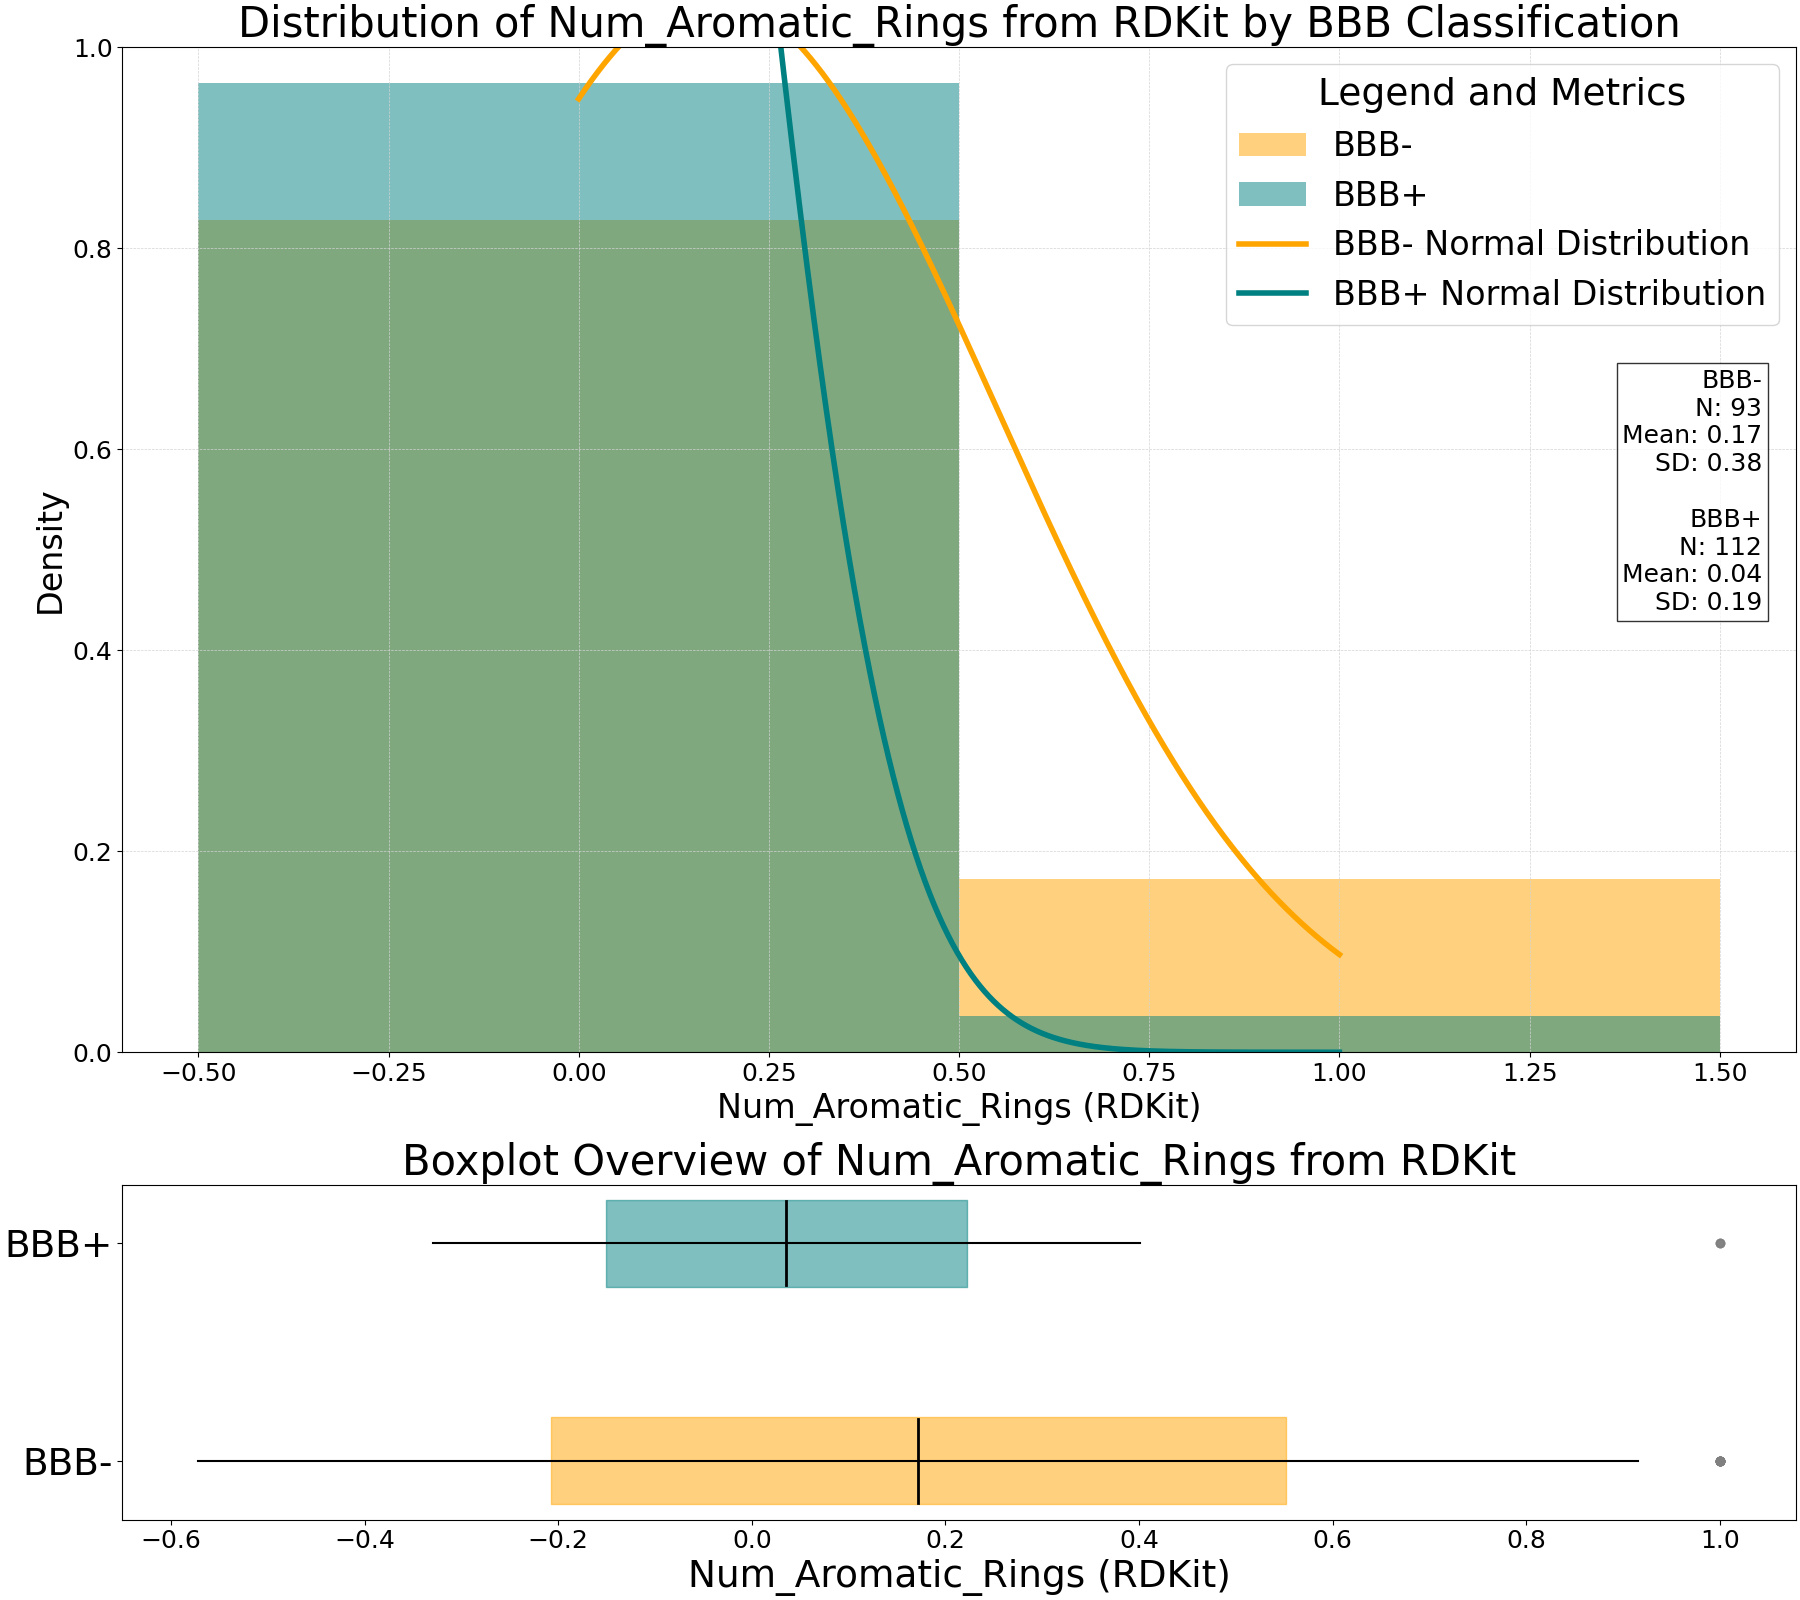 Distribution of Num_Aromatic_Rings from RDKit by BBB Classification
1.0
0.8
0.6
0.4
0.2
0.0
Density
Legend and Metrics
BBB-
BBB+
BBB- Normal Distribution
BBB+ Normal Distribution
BBB-
N: 93
Mean: 0.17
SD: 0.38
BBB+
N: 112
Mean: 0.04
SD: 0.19
−0.50 −0.25 0.00 0.25 0.50 0.75 1.00 1.25 1.50
Num_Aromatic_Rings (RDKit)
Boxplot Overview of Num_Aromatic_Rings from RDKit
BBB+
BBB-
−0.6 −0.4 −0.2 0.0 0.2 0.4 0.6 0.8 1.0
Num_Aromatic_Rings (RDKit)